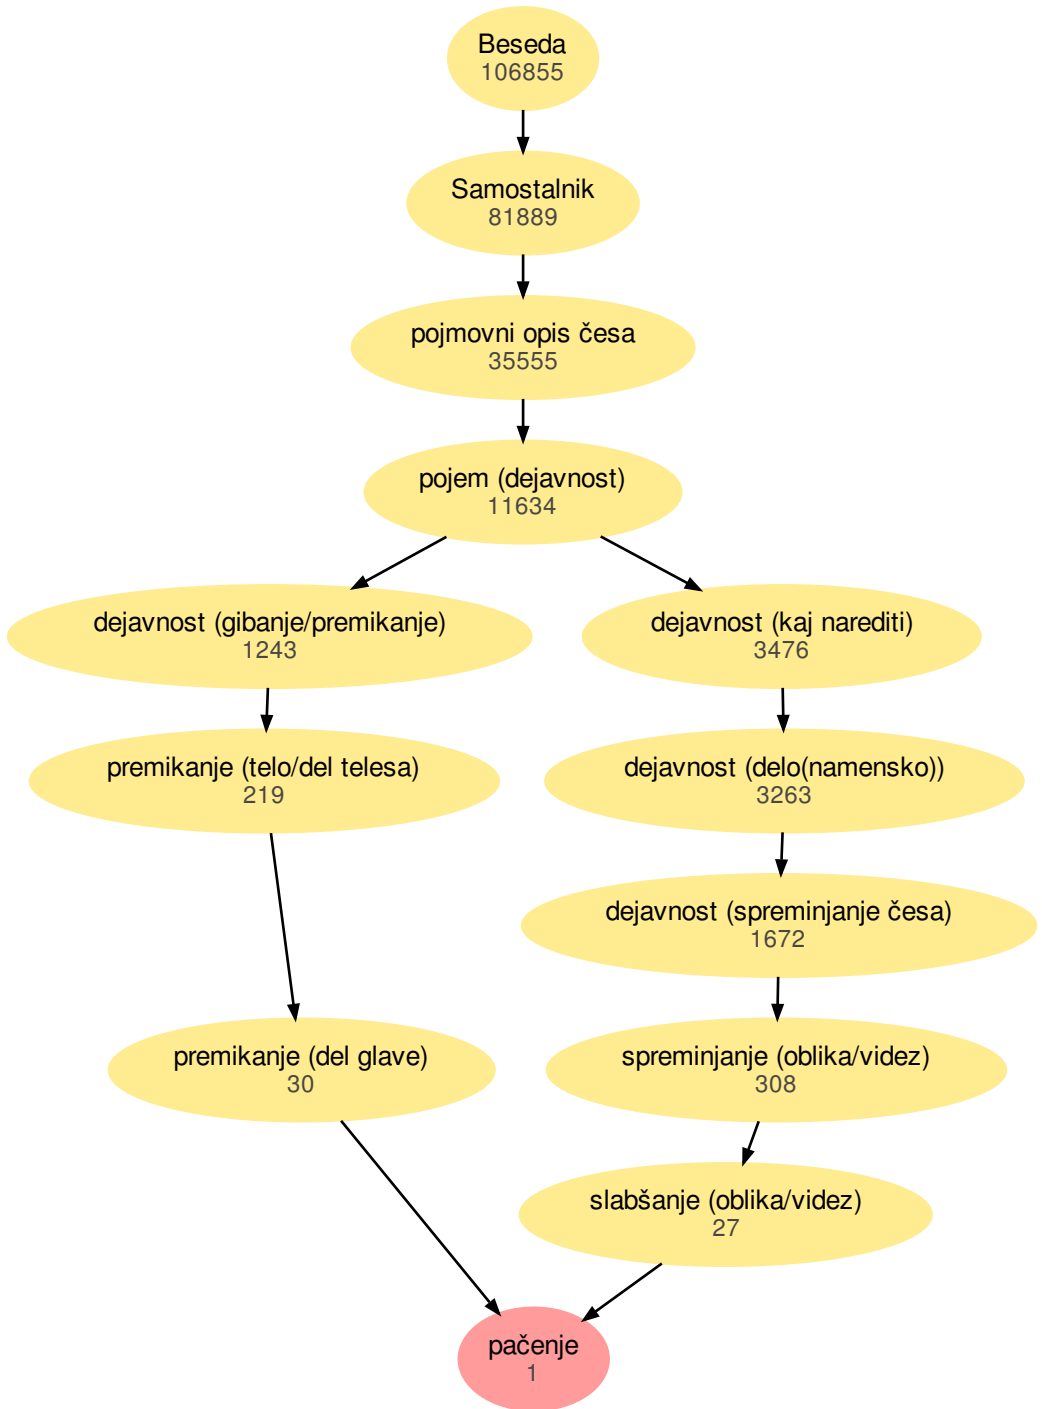 Beseda
106855
Samostalnik
81889
pojmovni opis česa
35555
pojem (dejavnost)
11634
dejavnost (gibanje/premikanje)
1243
dejavnost (kaj narediti)
3476
premikanje (telo/del telesa)
219
dejavnost (delo(namensko))
3263
dejavnost (spreminjanje česa)
1672
premikanje (del glave)
30
spreminjanje (oblika/videz)
308
slabšanje (oblika/videz)
27
pačenje
1